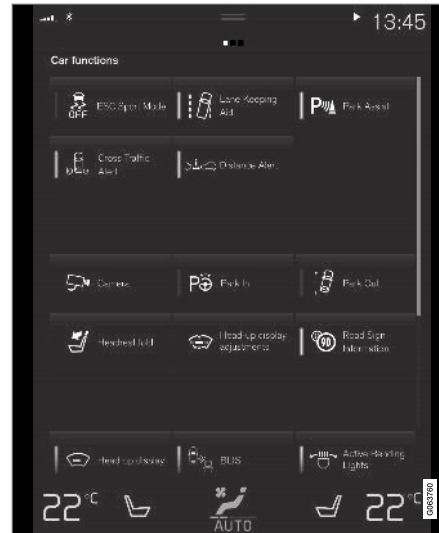 13:45
Car functions
OFF
ESC Sport Mode
Lane Keeping
Aid
P
Park Assist
Cross Traffic
Alert
Distance Alert
Camera
P
Park In
Park Out
Headrest fold
Head-up display
adjustments
90
Road Sign
Information
Head-up display
BLIS
Active Bending
Lights
22°C
AUTO
22°C
G063760